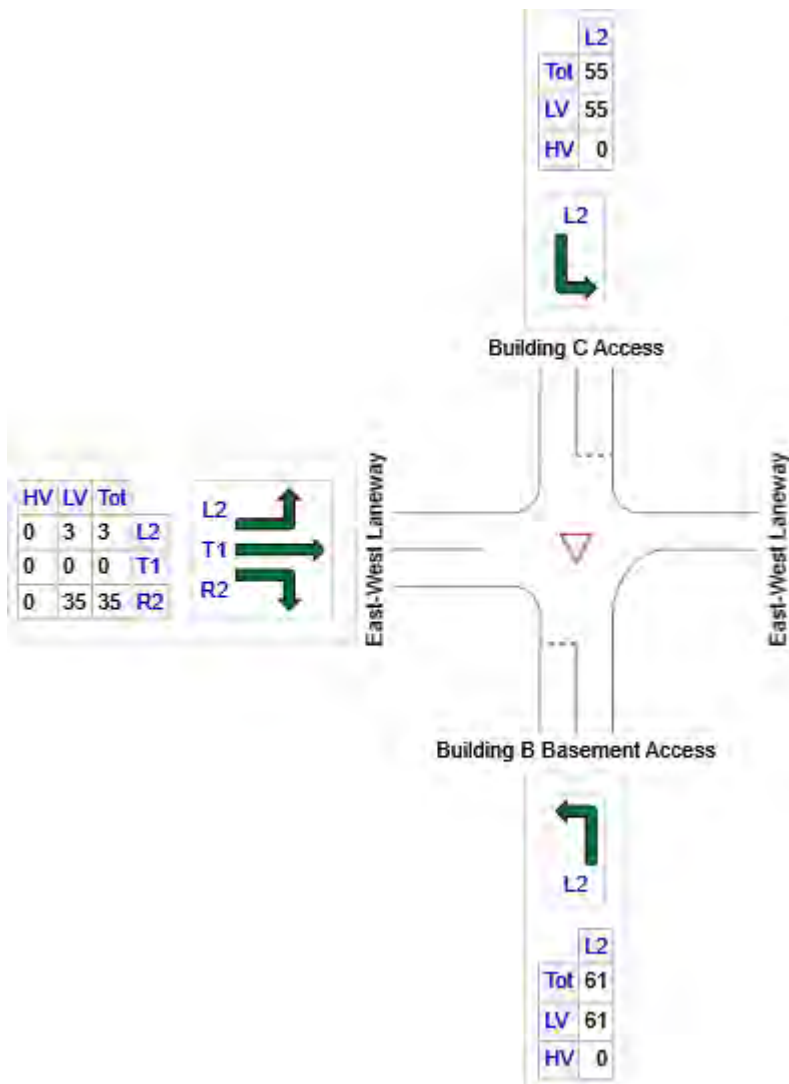 L2
Tot 55
LV 55
HV 0
L2
Building C Access
HV LV Tot
0 3 3 L2
0 0 0 T1
0 35 35 R2
L2
T1
R2
East-West Laneway
East-West Laneway
Building B Basement Access
L2
L2
Tot 61
LV 61
HV 0